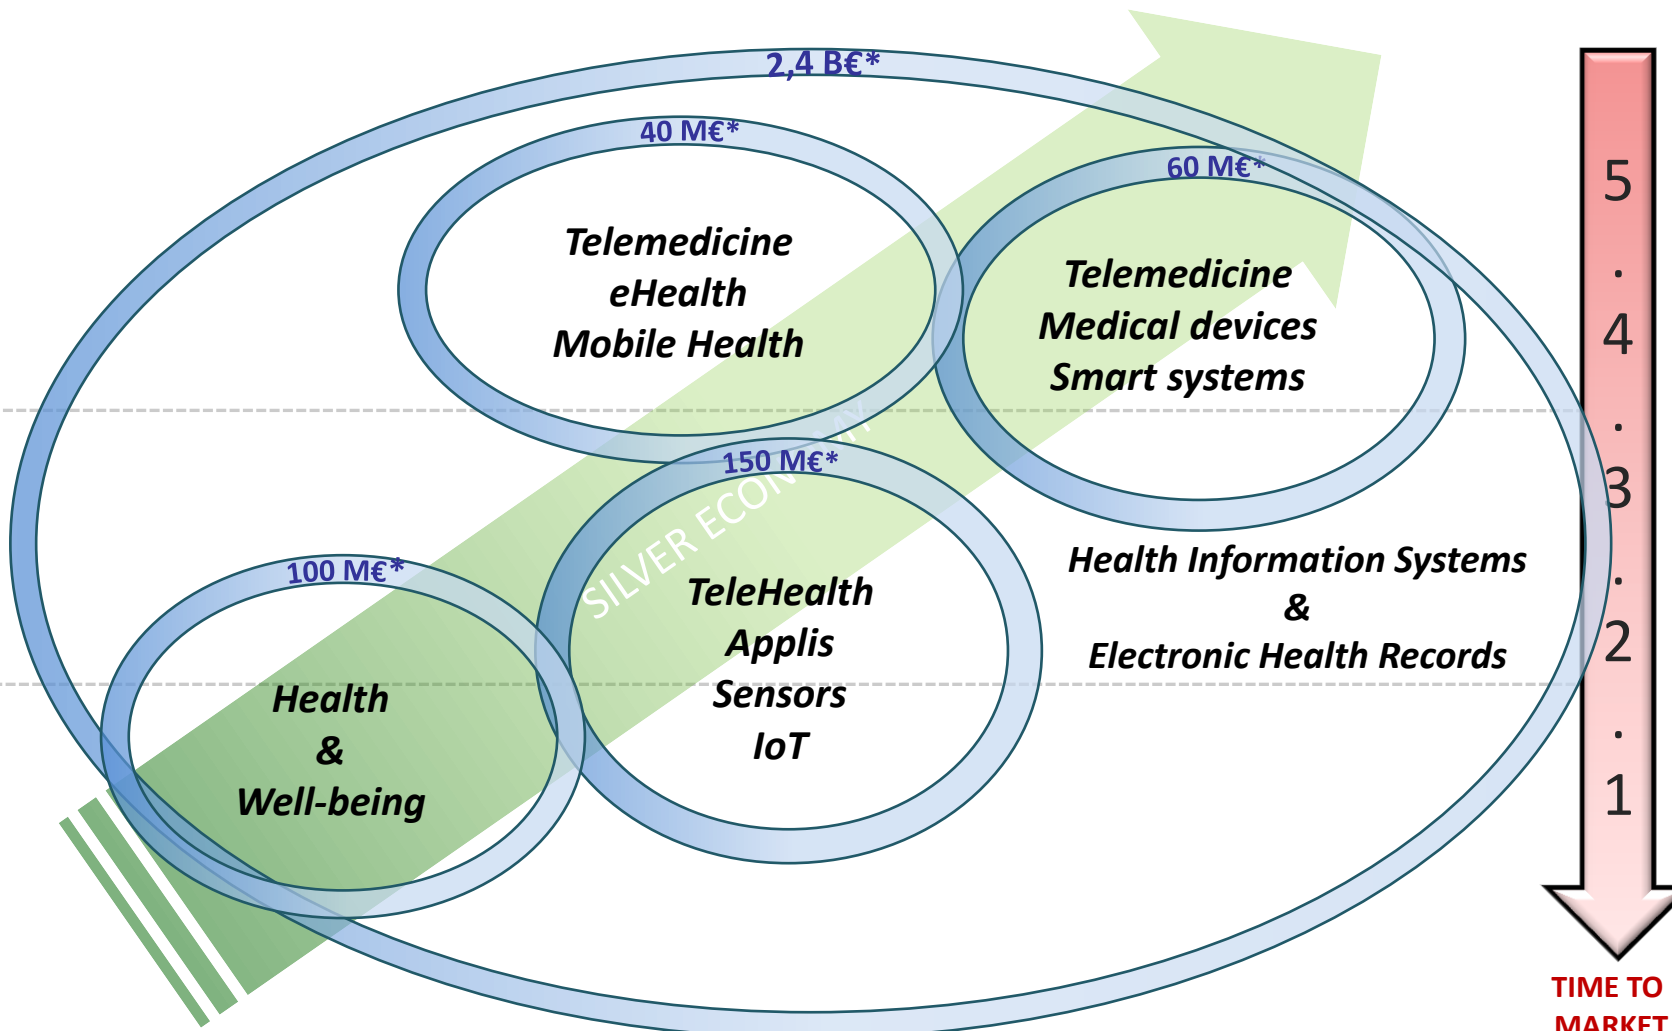 2,4 B€*
40 M€*
Telemedicine
eHealth
Mobile Health
60 M€*
Telemedicine
Medical devices
Smart systems
SILVER ECONOMY
150 M€*
TeleHealth
Applis
Sensors
IoT
100 M€*
Health
&
Well-being
Health Information Systems
&
Electronic Health Records
5
.
4
.
3
.
2
.
1
TIME TO
MARKET